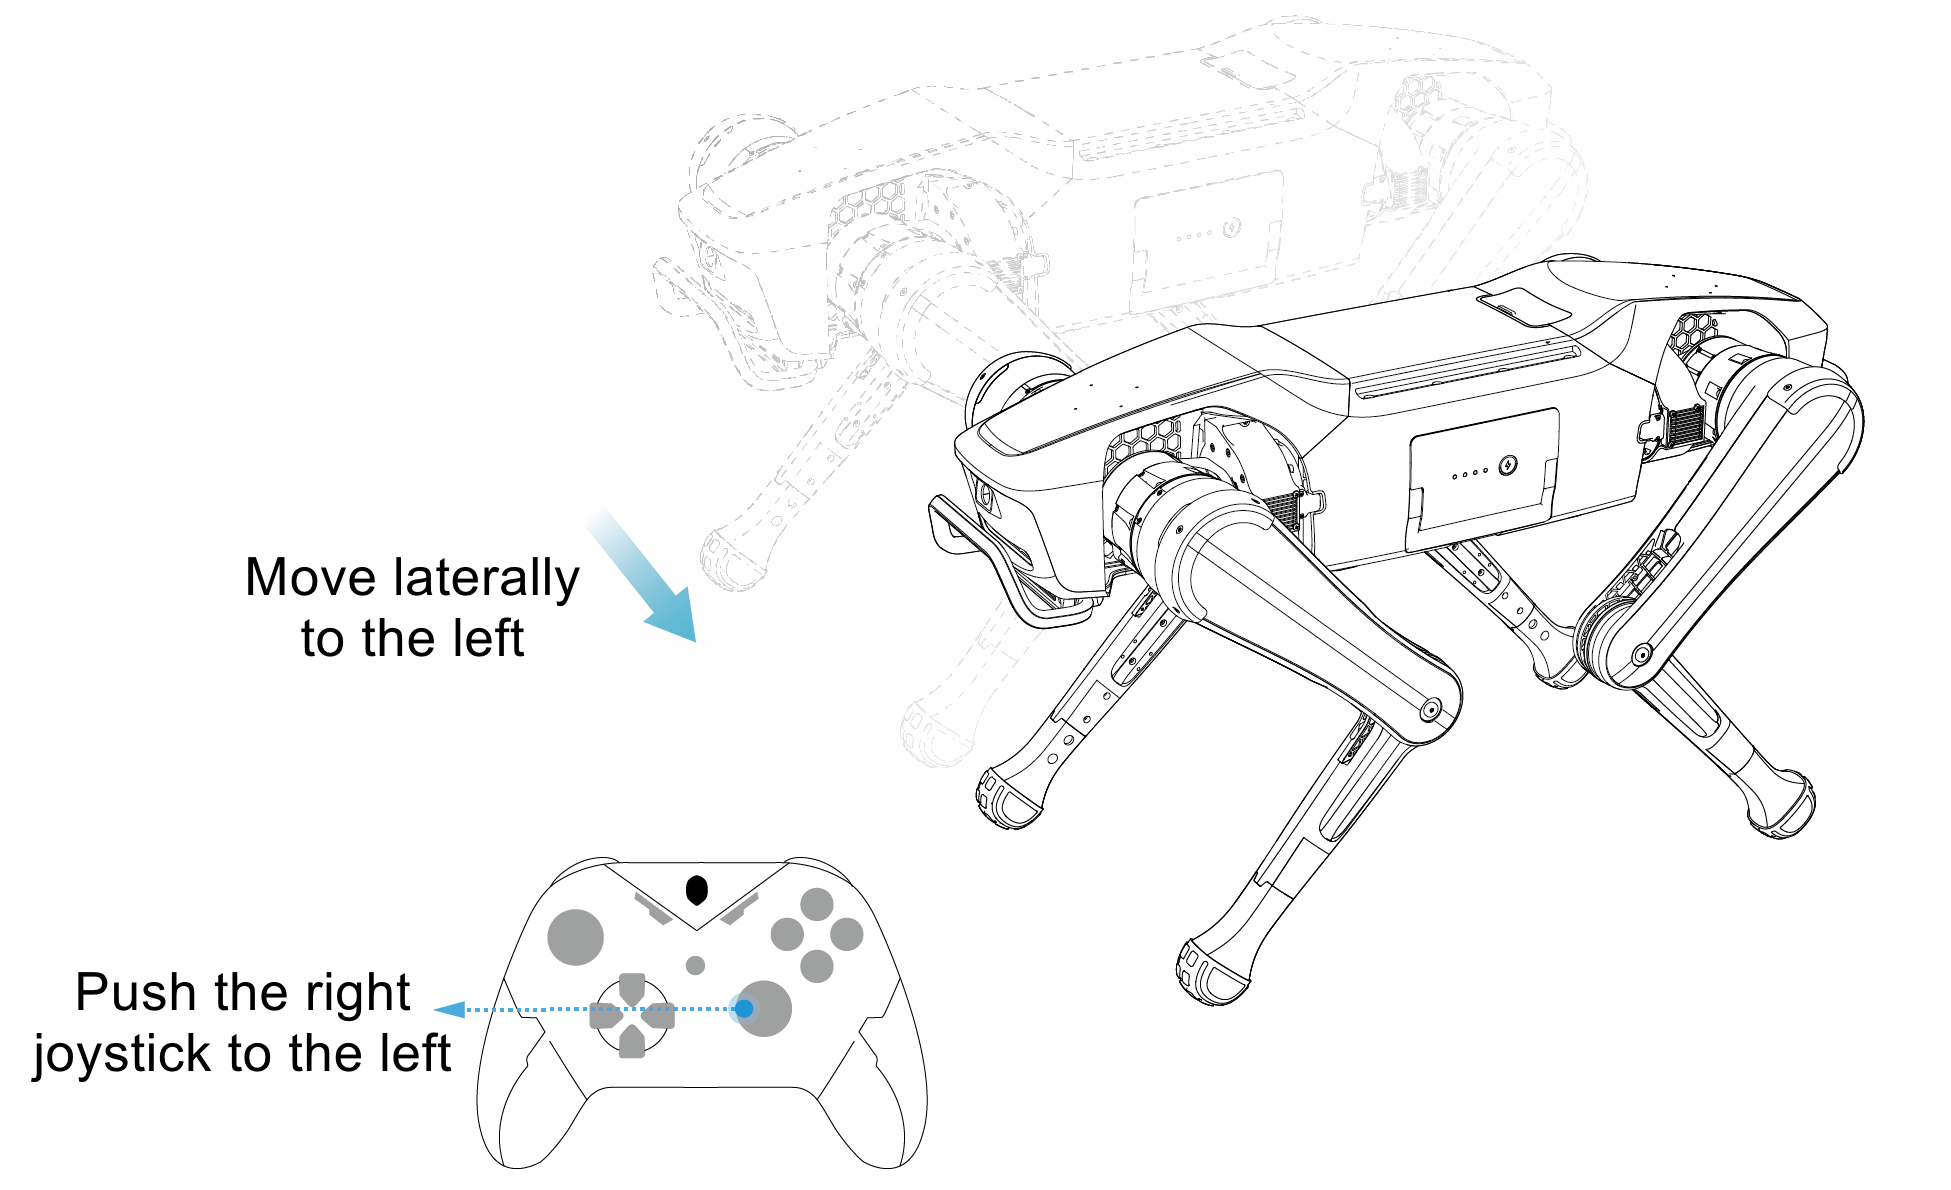 Move laterally
to the left
Push the right
joystick to the left